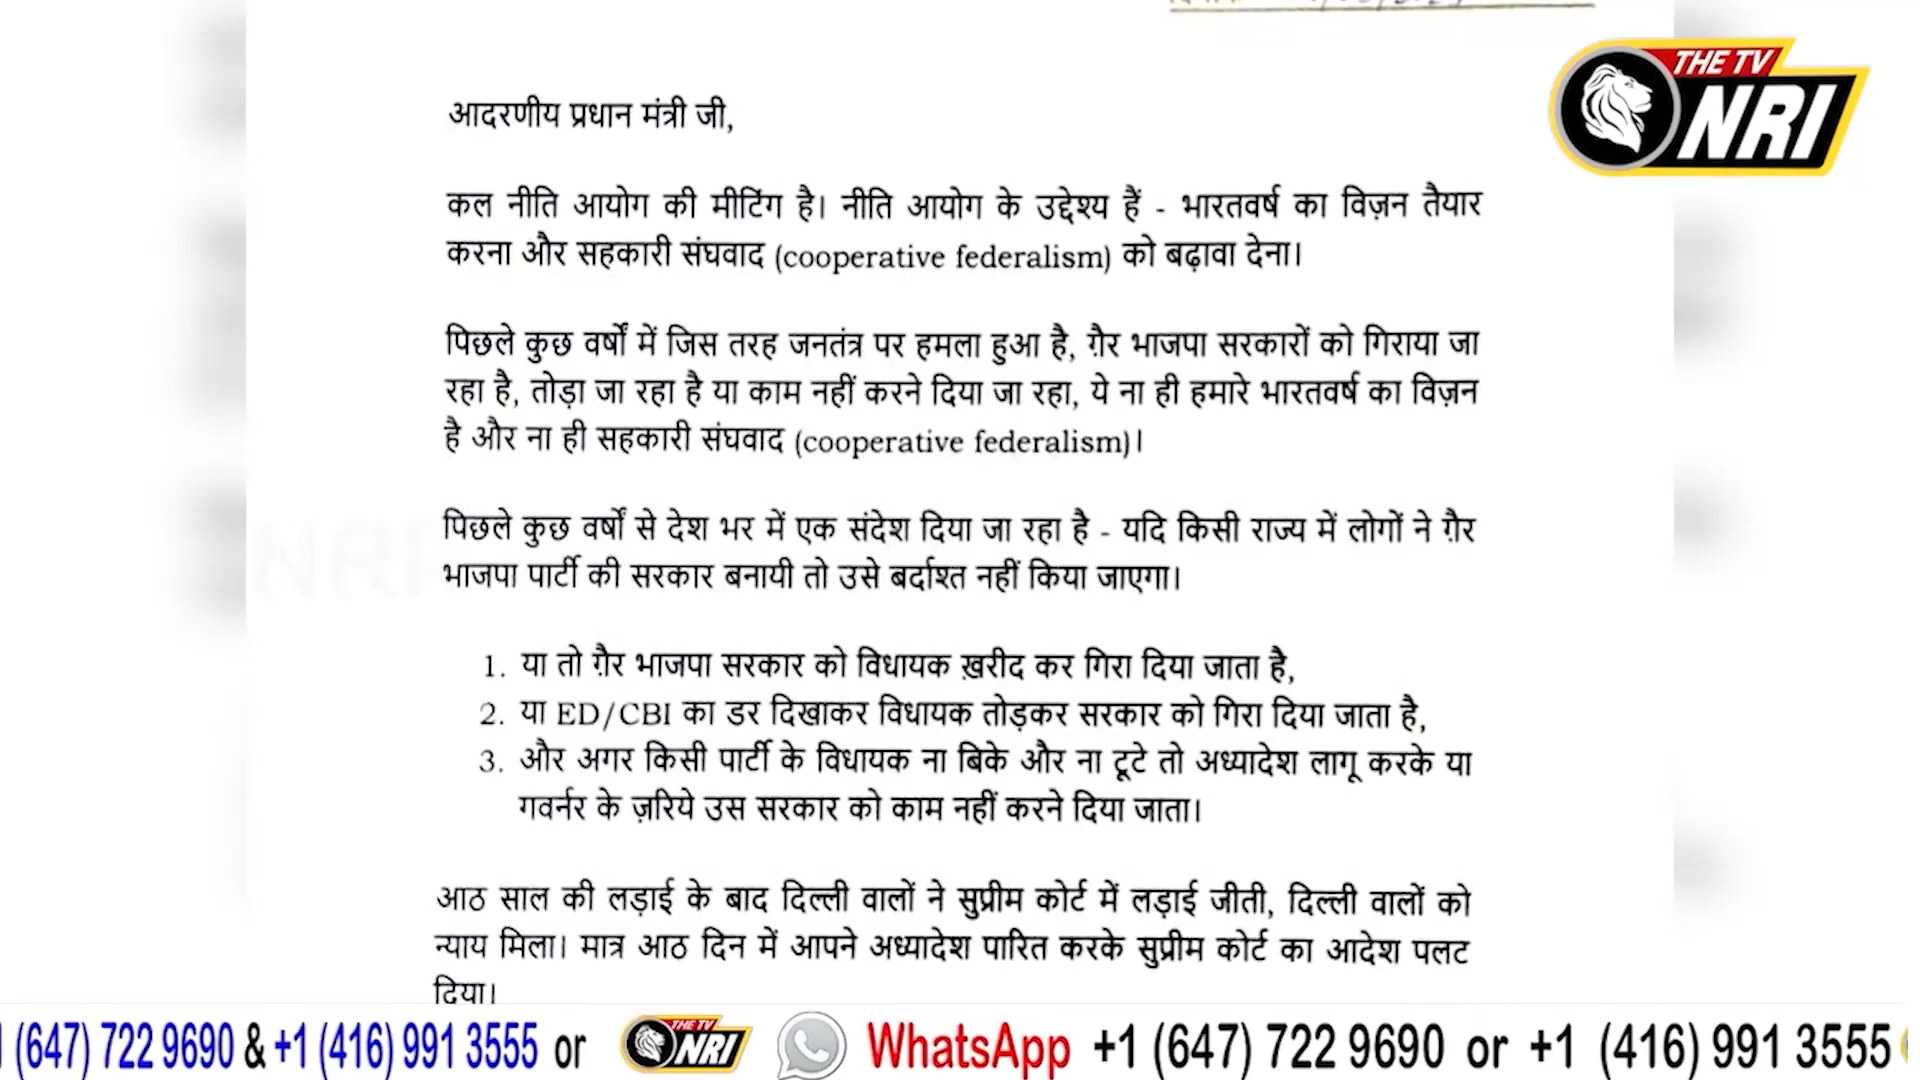 THE TV
NRI
आदरणीय प्रधान मंत्री जी,
कल नीति आयोग की मीटिंग है। नीति आयोग के उद्देश्य हैं - भारतवर्ष का विज़न तैयार
करना और सहकारी संघवाद (cooperative federalism) को बढ़ावा देना।
पिछले कुछ वर्षों में जिस तरह जनतंत्र पर हमला हुआ है, ग़ैर भाजपा सरकारों को गिराया जा
रहा है, तोड़ा जा रहा है या काम नहीं करने दिया जा रहा, ये ना ही हमारे भारतवर्ष का विज़न
है और ना ही सहकारी संघवाद (cooperative federalism)।
पिछले कुछ वर्षों से देश भर में एक संदेश दिया जा रहा है - यदि किसी राज्य में लोगों ने ग़ैर
भाजपा पार्टी की सरकार बनायी तो उसे बर्दाश्त नहीं किया जाएगा।
1. या तो ग़ैर भाजपा सरकार को विधायक ख़रीद कर गिरा दिया जाता है,
2. या ED/CBI का डर दिखाकर विधायक तोड़कर सरकार को गिरा दिया जाता है,
3. और अगर किसी पार्टी के विधायक ना बिके और ना टूटे तो अध्यादेश लागू करके या
गवर्नर के ज़रिये उस सरकार को काम नहीं करने दिया जाता।
आठ साल की लड़ाई के बाद दिल्ली वालों ने सुप्रीम कोर्ट में लड़ाई जीती, दिल्ली वालों को
न्याय मिला। मात्र आठ दिन में आपने अध्यादेश पारित करके सुप्रीम कोर्ट का आदेश पलट
दिया।
(647) 722 9690 & +1 (416) 991 3555 or THE TV NRI WhatsApp +1 (647) 722 9690 or +1 (416) 991 3555